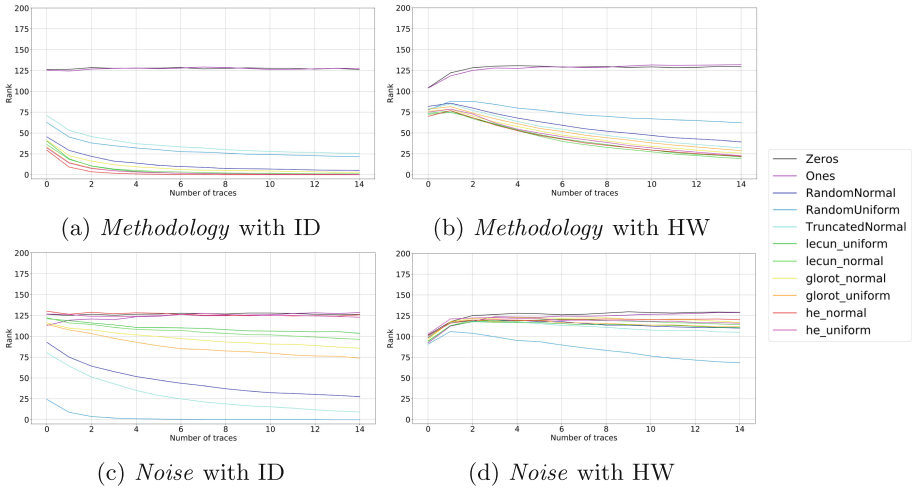 200
175
150
125
100
75
50
25
0
Rank
0 2 4 6 8 10 12 14
Number of traces
(a) Methodology with ID
200
175
150
125
100
75
50
25
0
Rank
0 2 4 6 8 10 12 14
Number of traces
(b) Methodology with HW
200
175
150
125
100
75
50
25
0
Rank
0 2 4 6 8 10 12 14
Number of traces
(c) Noise with ID
200
175
150
125
100
75
50
25
0
Rank
0 2 4 6 8 10 12 14
Number of traces
(d) Noise with HW
Zeros
Ones
RandomNormal
RandomUniform
TruncatedNormal
lecun_uniform
lecun_normal
glorot_normal
glorot_uniform
he_normal
he_uniform